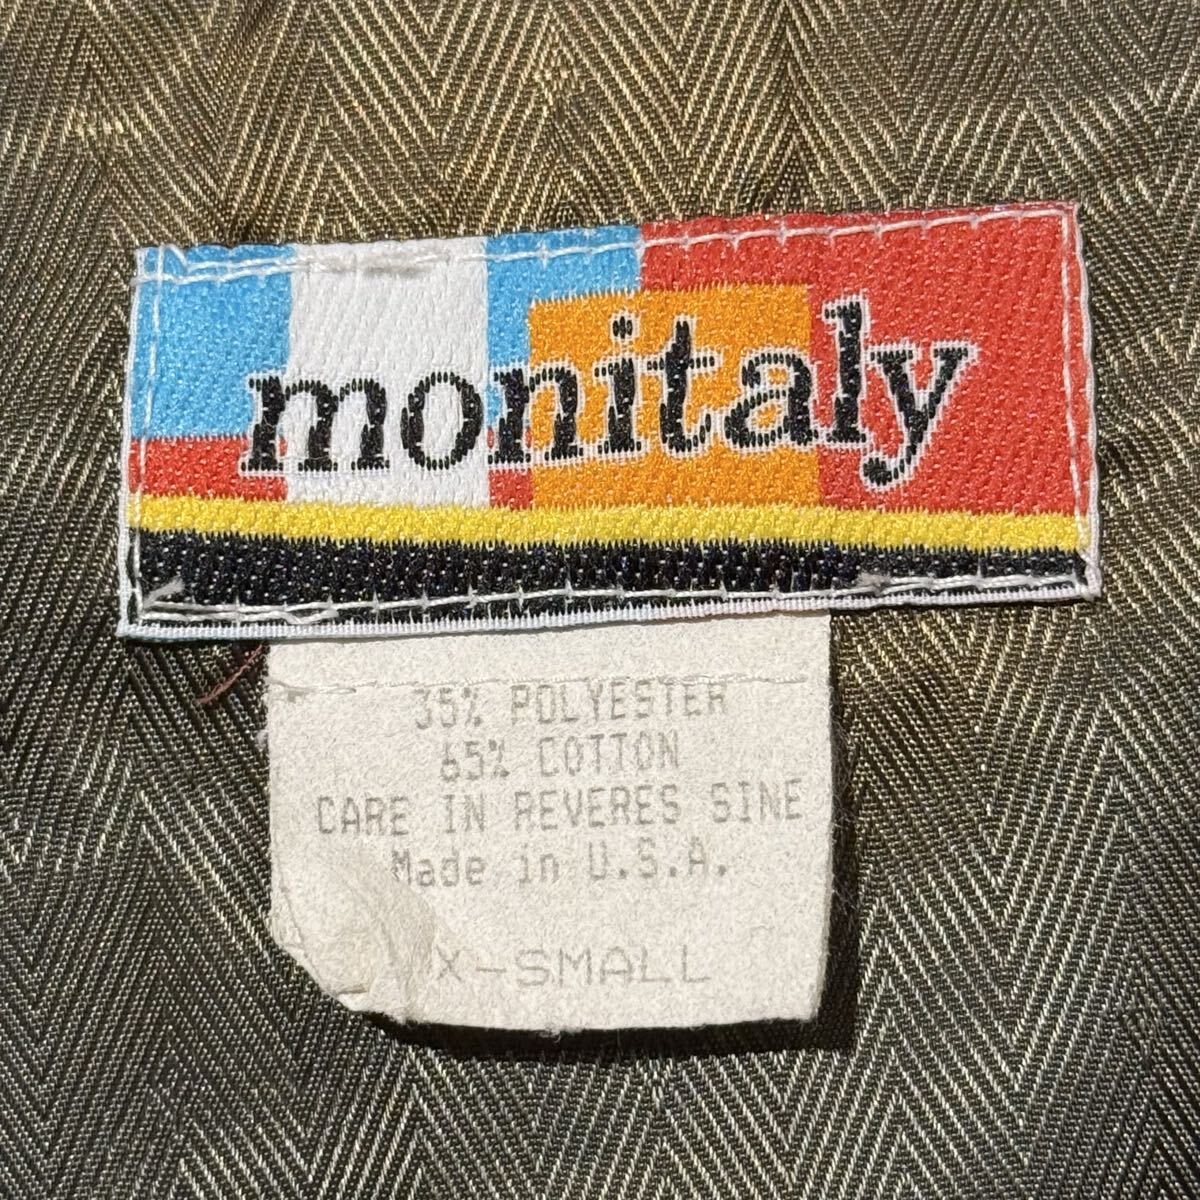 monitaly
35% POLYESTER
65% COTTON
CARE IN REVERES SINE
Made in U.S.A.
X-SMALL